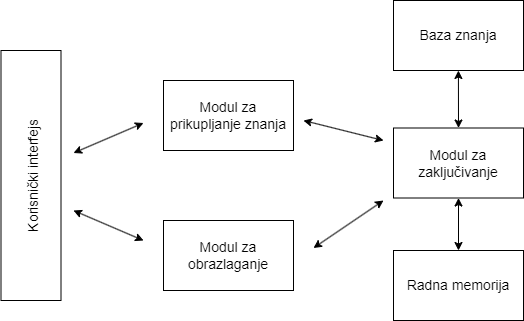 Korisnički interfejs
Modul za
prikupljanje znanja
Modul za
obrazlaganje
Baza znanja
Modul za
zaključivanje
Radna memorija